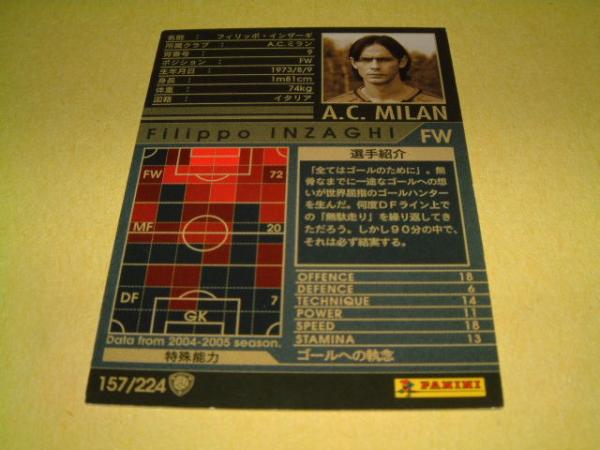 名前 : フィリッポ・インザーギ
所属クラブ : A.C.ミラン
背番号 : 9
ポジション : FW
生年月日 : 1973/8/9
身長 : 1m81cm
体重 : 74kg
国籍 : イタリア
A.C. MILAN
Filippo INZAGHI FW
FW 72
MF 20
DF 7
GK
Data from 2004-2005 season.
選手紹介
「全てはゴールのために」。無
骨なまでに一途なゴールへの想
いが世界屈指のゴールハンター
を生んだ。何度DFライン上で
の「無駄走り」を繰り返してき
ただろう。しかし90分の中で、
それは必ず結実する。
OFFENCE 18
DEFENCE 6
TECHNIQUE 14
POWER 11
SPEED 18
STAMINA 13
特殊能力 ゴールへの執念
157/224
PANINI